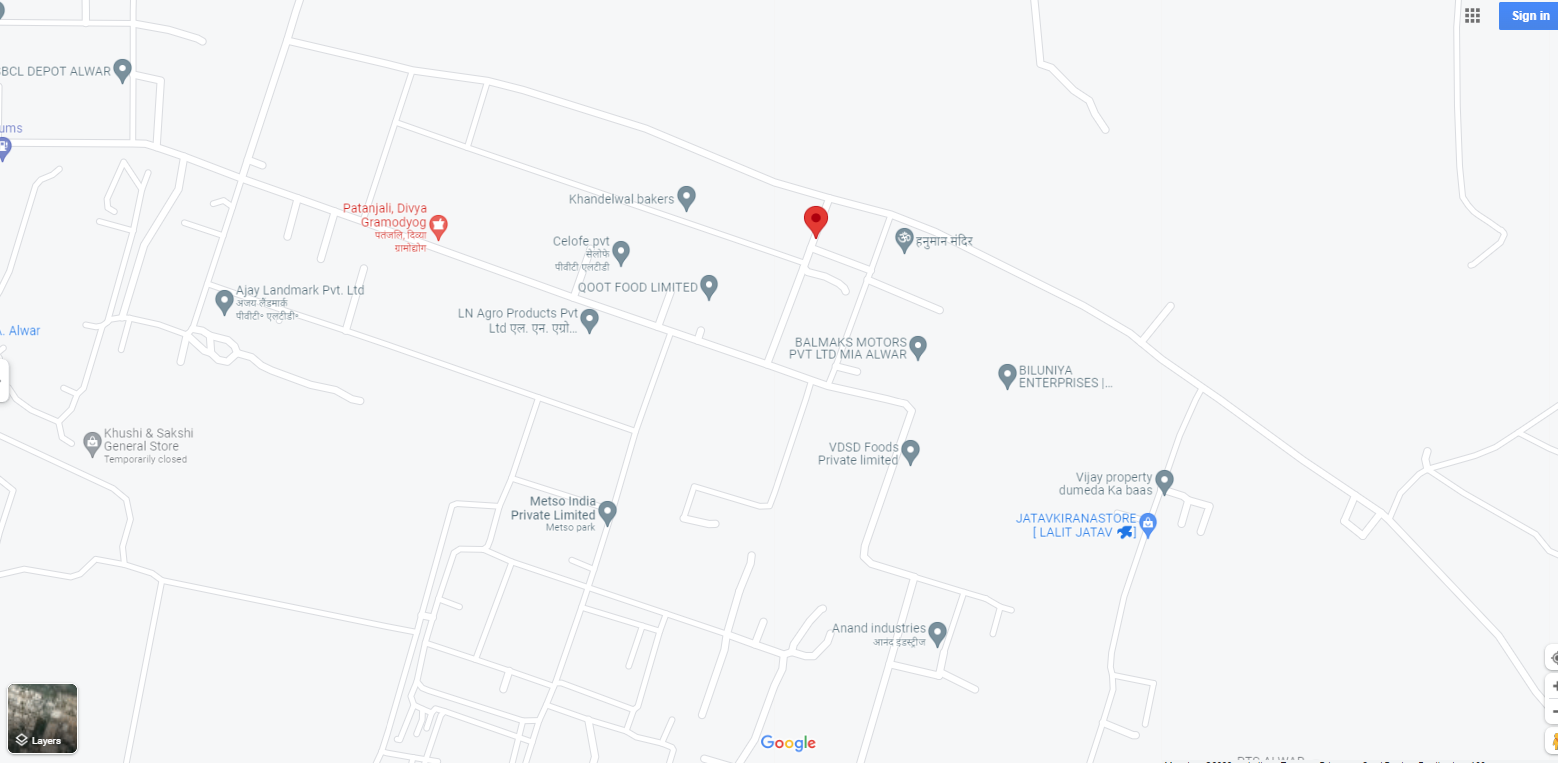 Sign in
BCL DEPOT ALWAR
ums
Khandelwal bakers
Patanjali, Divya
Gramodyog
पतंजलि, दिव्या
ग्रामोद्योग
Celofe pvt
सेलोफे
पीवीटी एलटीडी
हनुमान मंदिर
QOOT FOOD LIMITED
Ajay Landmark Pvt. Ltd
अजय लैंडमार्क
पीवीटी॰ एलटीडी॰
LN Agro Products Pvt
Ltd एल. एन. एग्रो...
. Alwar
BALMAKS MOTORS
PVT LTD MIA ALWAR
BILUNIYA
ENTERPRISES |...
Khushi & Sakshi
General Store
Temporarily closed
VDSD Foods
Private limited
Vijay property
dumeda Ka baas
Metso India
Private Limited
Metso park
JATAVKIRANASTORE
[ LALIT JATAV ]
Anand industries
आनंद इंडस्ट्रीज
Layers
Google